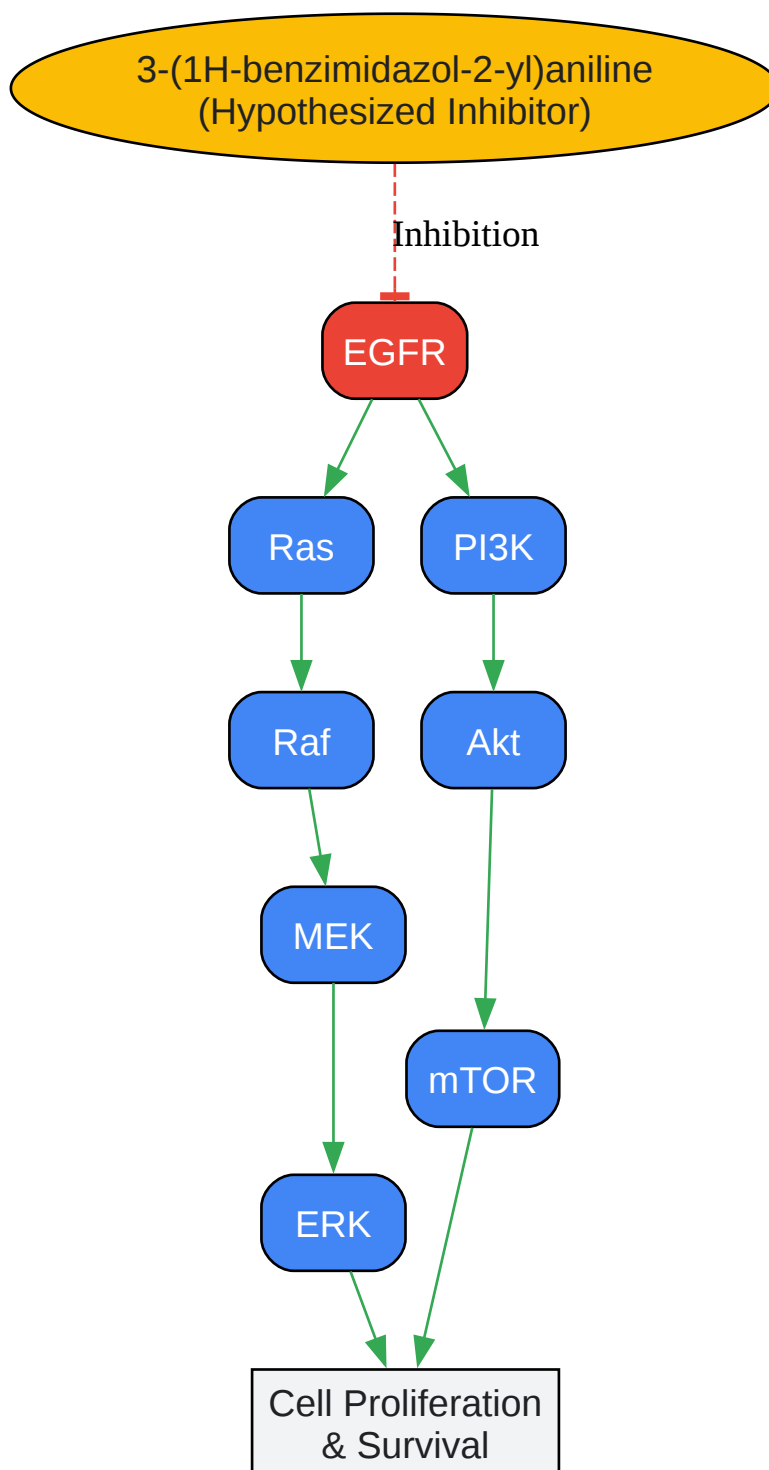 3-(1H-benzimidazol-2-yl)aniline
(Hypothesized Inhibitor)
Inhibition
EGFR
Ras
PI3K
Raf
Akt
MEK
mTOR
ERK
Cell Proliferation
& Survival